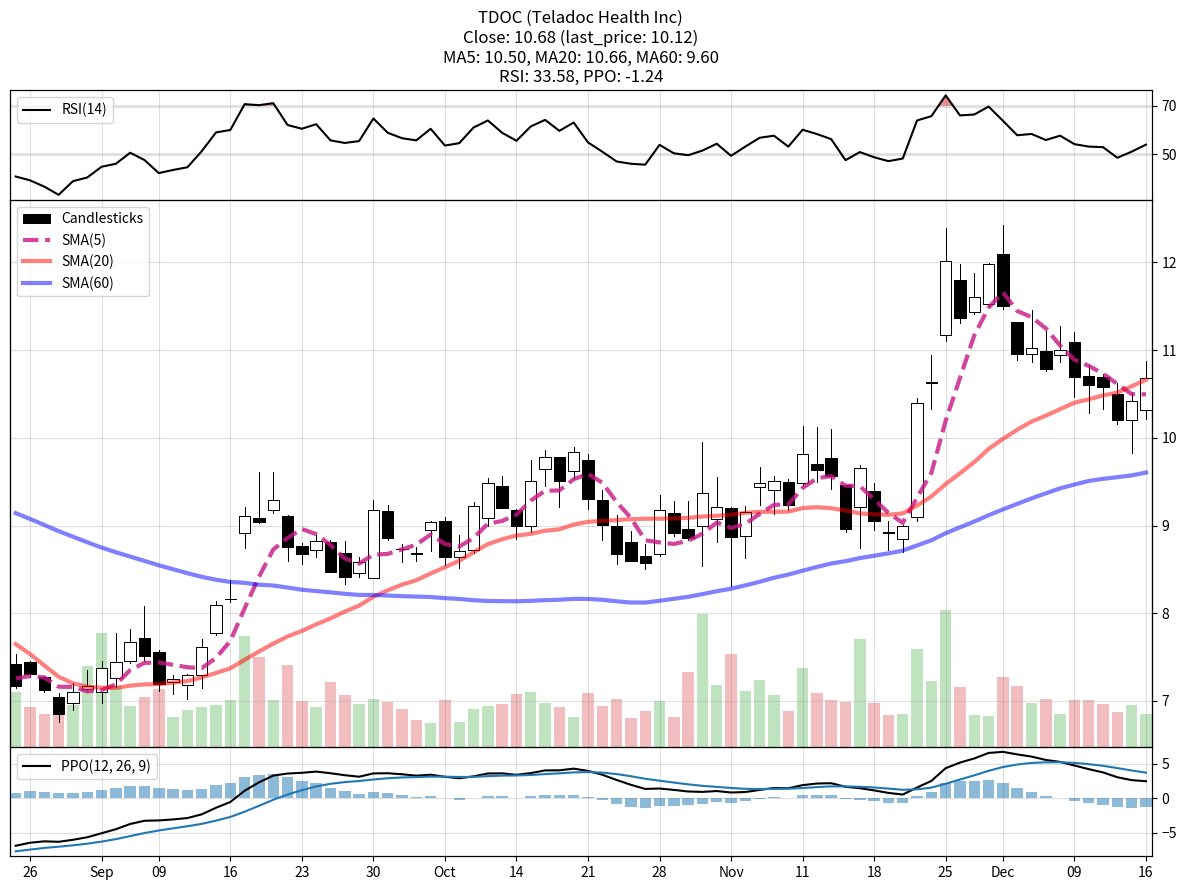 TDOC (Teladoc Health Inc)
Close: 10.68 (last_price: 10.12)
MA5: 10.50, MA20: 10.66, MA60: 9.60
RSI: 33.58, PPO: -1.24
RSI(14)
70
50
Candlesticks
SMA(5)
SMA(20)
SMA(60)
12
11
10
9
8
7
PPO(12, 26, 9)
5
0
−5
26 Sep 09 16 23 30 Oct 14 21 28 Nov 11 18 25 Dec 09 16